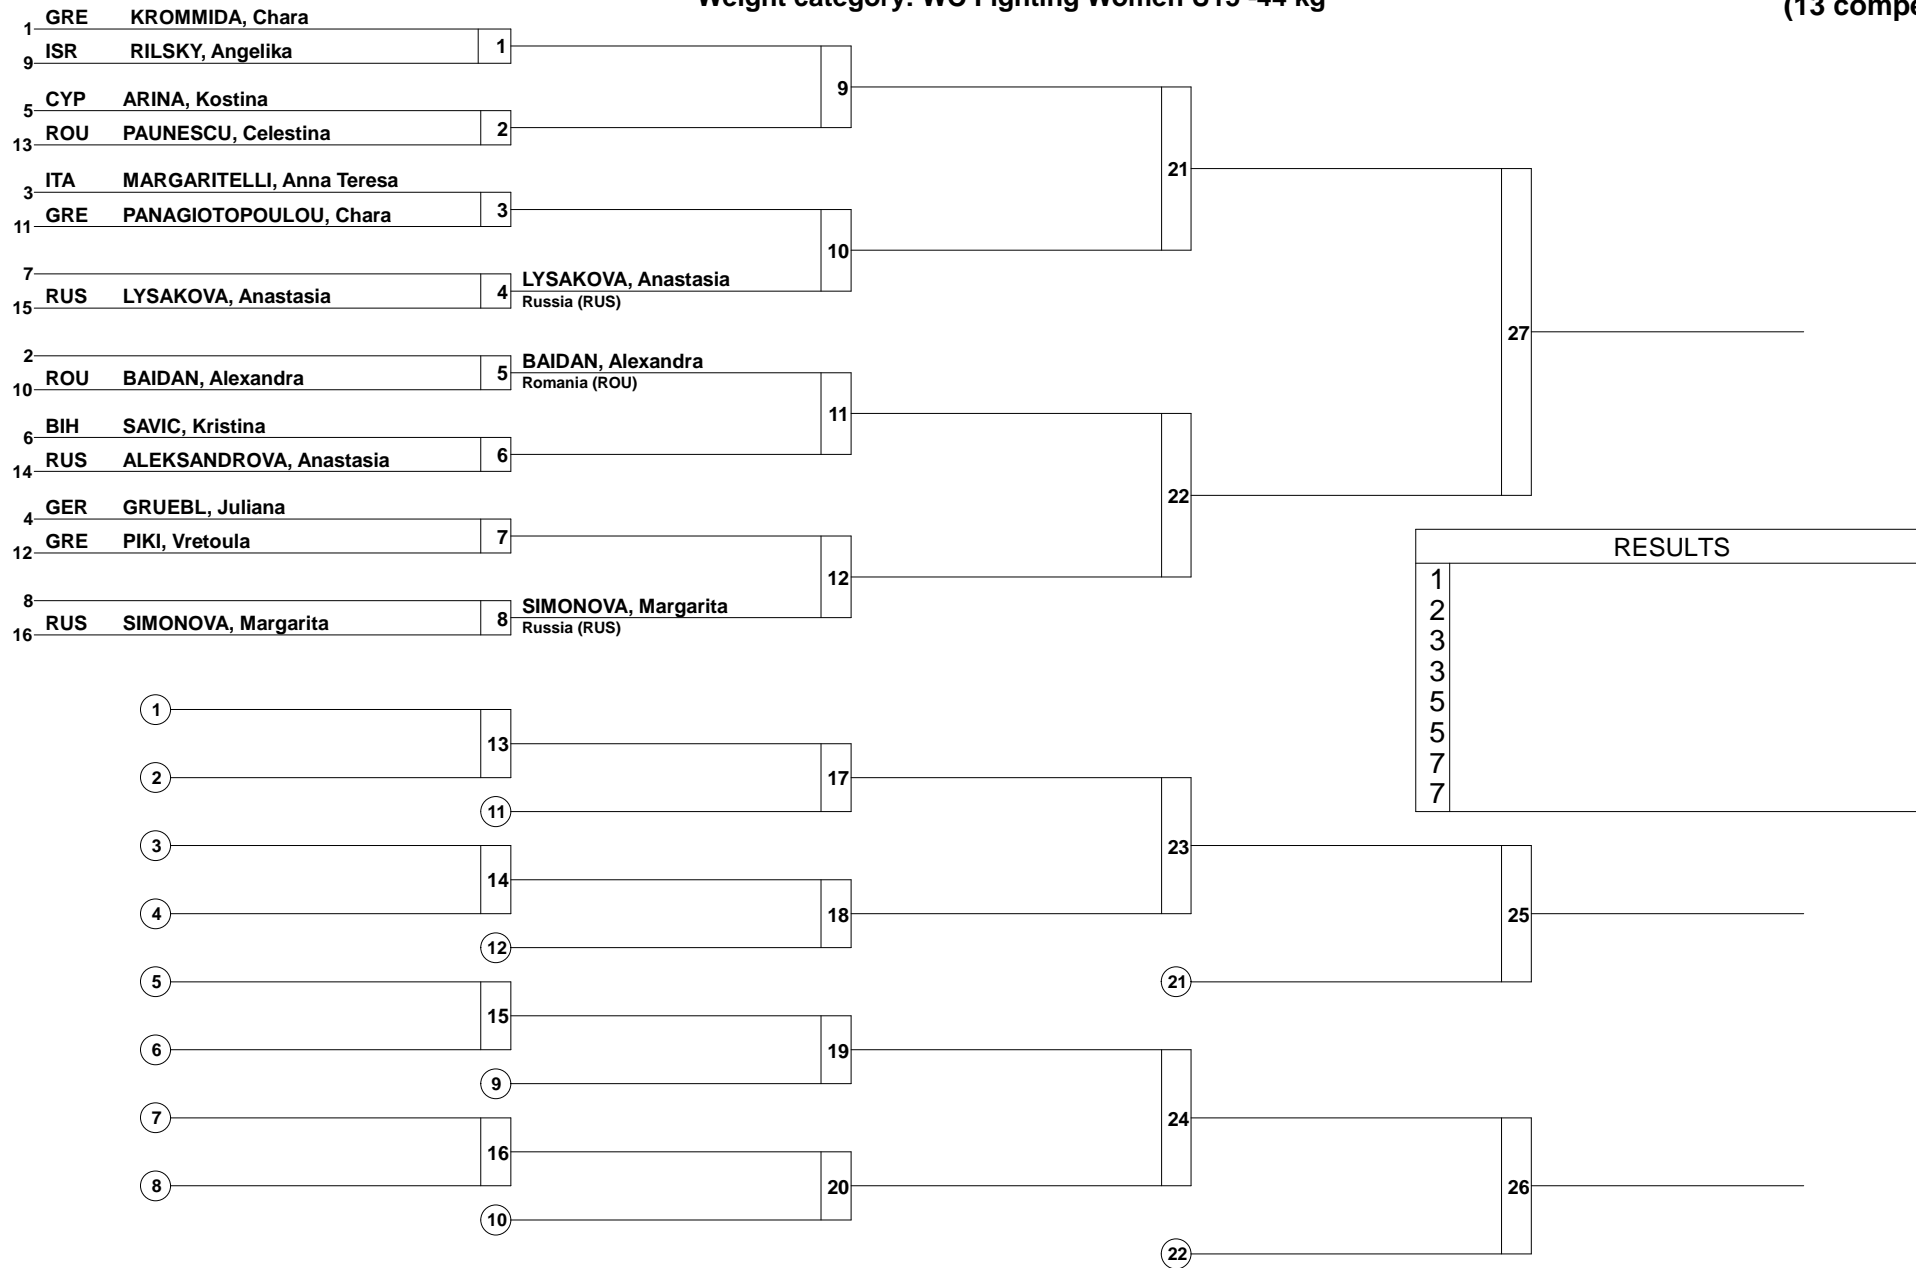 Weight category: WC Fighting Women U15 -44 kg
(13 compe
1 GRE KROMMIDA, Chara
9 ISR RILSKY, Angelika
1
5 CYP ARINA, Kostina
13 ROU PAUNESCU, Celestina
2
9
3 ITA MARGARITELLI, Anna Teresa
11 GRE PANAGIOTOPOULOU, Chara
3
21
7
15 RUS LYSAKOVA, Anastasia
4
LYSAKOVA, Anastasia
Russia (RUS)
10
2
10 ROU BAIDAN, Alexandra
5
BAIDAN, Alexandra
Romania (ROU)
27
6 BIH SAVIC, Kristina
14 RUS ALEKSANDROVA, Anastasia
6
11
4 GER GRUEBL, Juliana
12 GRE PIKI, Vretoula
7
22
8
16 RUS SIMONOVA, Margarita
8
SIMONOVA, Margarita
Russia (RUS)
12
RESULTS
1
2
3
3
5
5
7
7
1
13
2
17
11
3
23
14
4
18
25
12
5
21
15
6
19
9
7
24
16
8
20
26
10
22